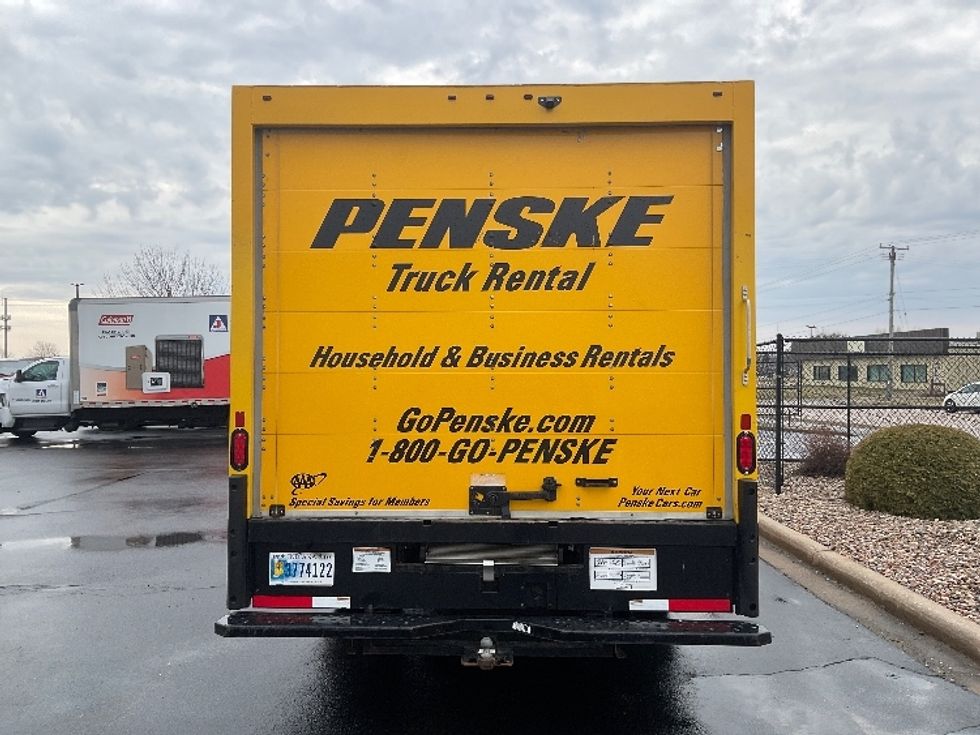 PENSKE
Truck Rental
Household & Business Rentals
GoPenske.com
1-800-GO-PENSKE
AAA
Special Savings for Members
Your Next Car
PenskeCars.com
3774122